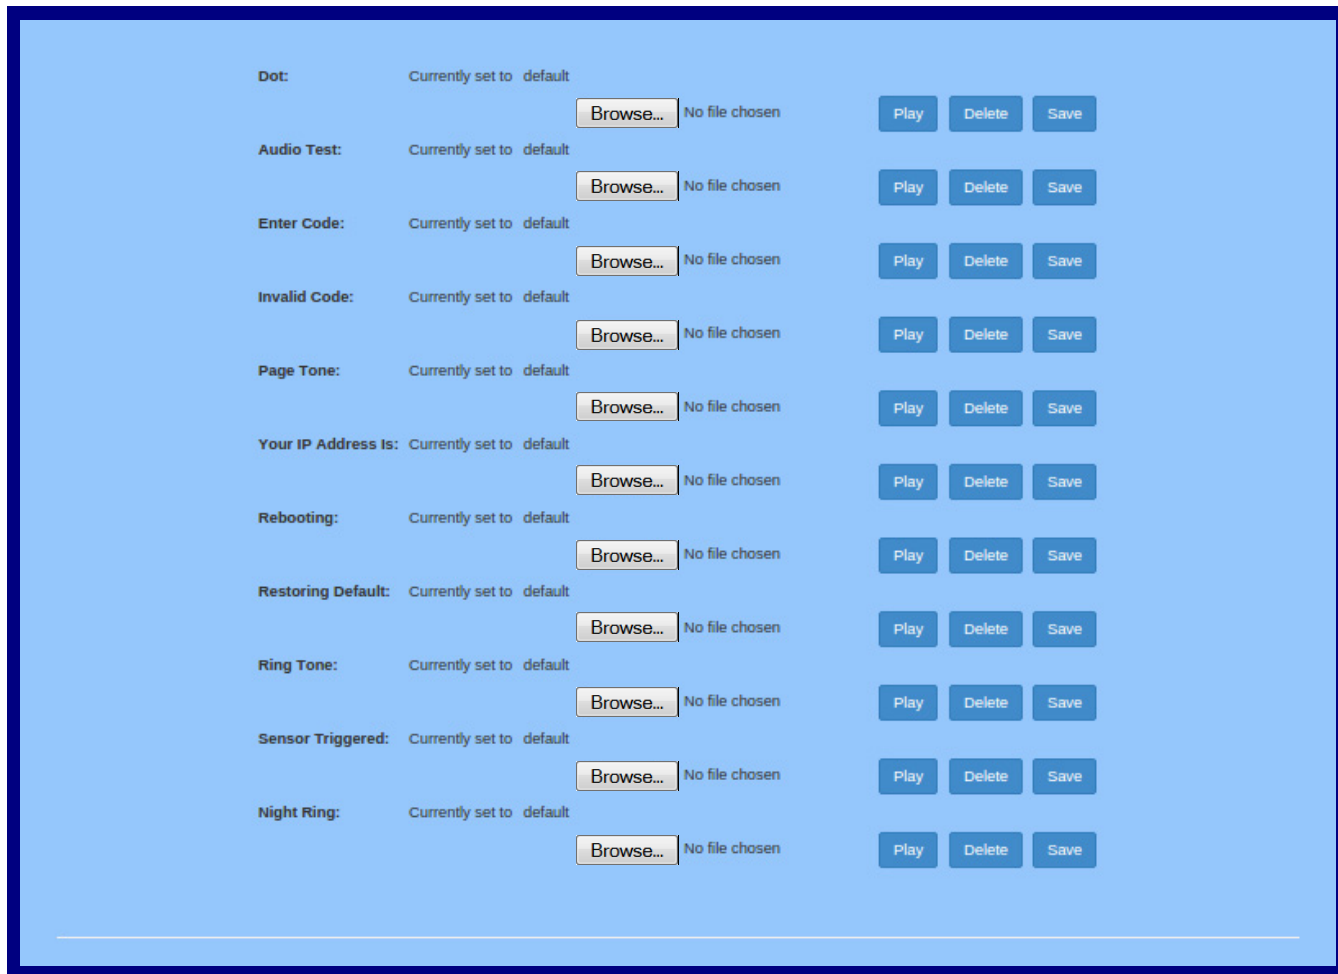 Dot: Currently set to default
Browse... No file chosen Play Delete Save
Audio Test: Currently set to default
Browse... No file chosen Play Delete Save
Enter Code: Currently set to default
Browse... No file chosen Play Delete Save
Invalid Code: Currently set to default
Browse... No file chosen Play Delete Save
Page Tone: Currently set to default
Browse... No file chosen Play Delete Save
Your IP Address Is: Currently set to default
Browse... No file chosen Play Delete Save
Rebooting: Currently set to default
Browse... No file chosen Play Delete Save
Restoring Default: Currently set to default
Browse... No file chosen Play Delete Save
Ring Tone: Currently set to default
Browse... No file chosen Play Delete Save
Sensor Triggered: Currently set to default
Browse... No file chosen Play Delete Save
Night Ring: Currently set to default
Browse... No file chosen Play Delete Save